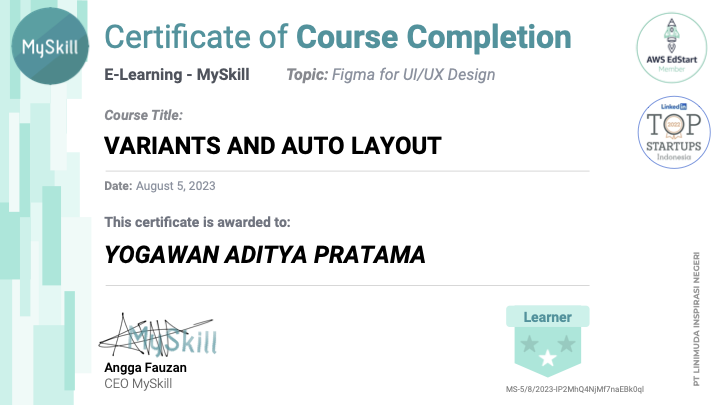 MySkill
Certificate of Course Completion
E-Learning - MySkill Topic: Figma for UI/UX Design
AWS EdStart
Member
LinkedIn
TOP
2022
STARTUPS
Indonesia
Course Title:
VARIANTS AND AUTO LAYOUT
Date: August 5, 2023
This certificate is awarded to:
YOGAWAN ADITYA PRATAMA
MySkill
Angga Fauzan
CEO MySkill
Learner
MS-5/8/2023-IP2MhQ4NjMf7naEBk0qI
PT LINIMUDA INSPIRASI NEGERI